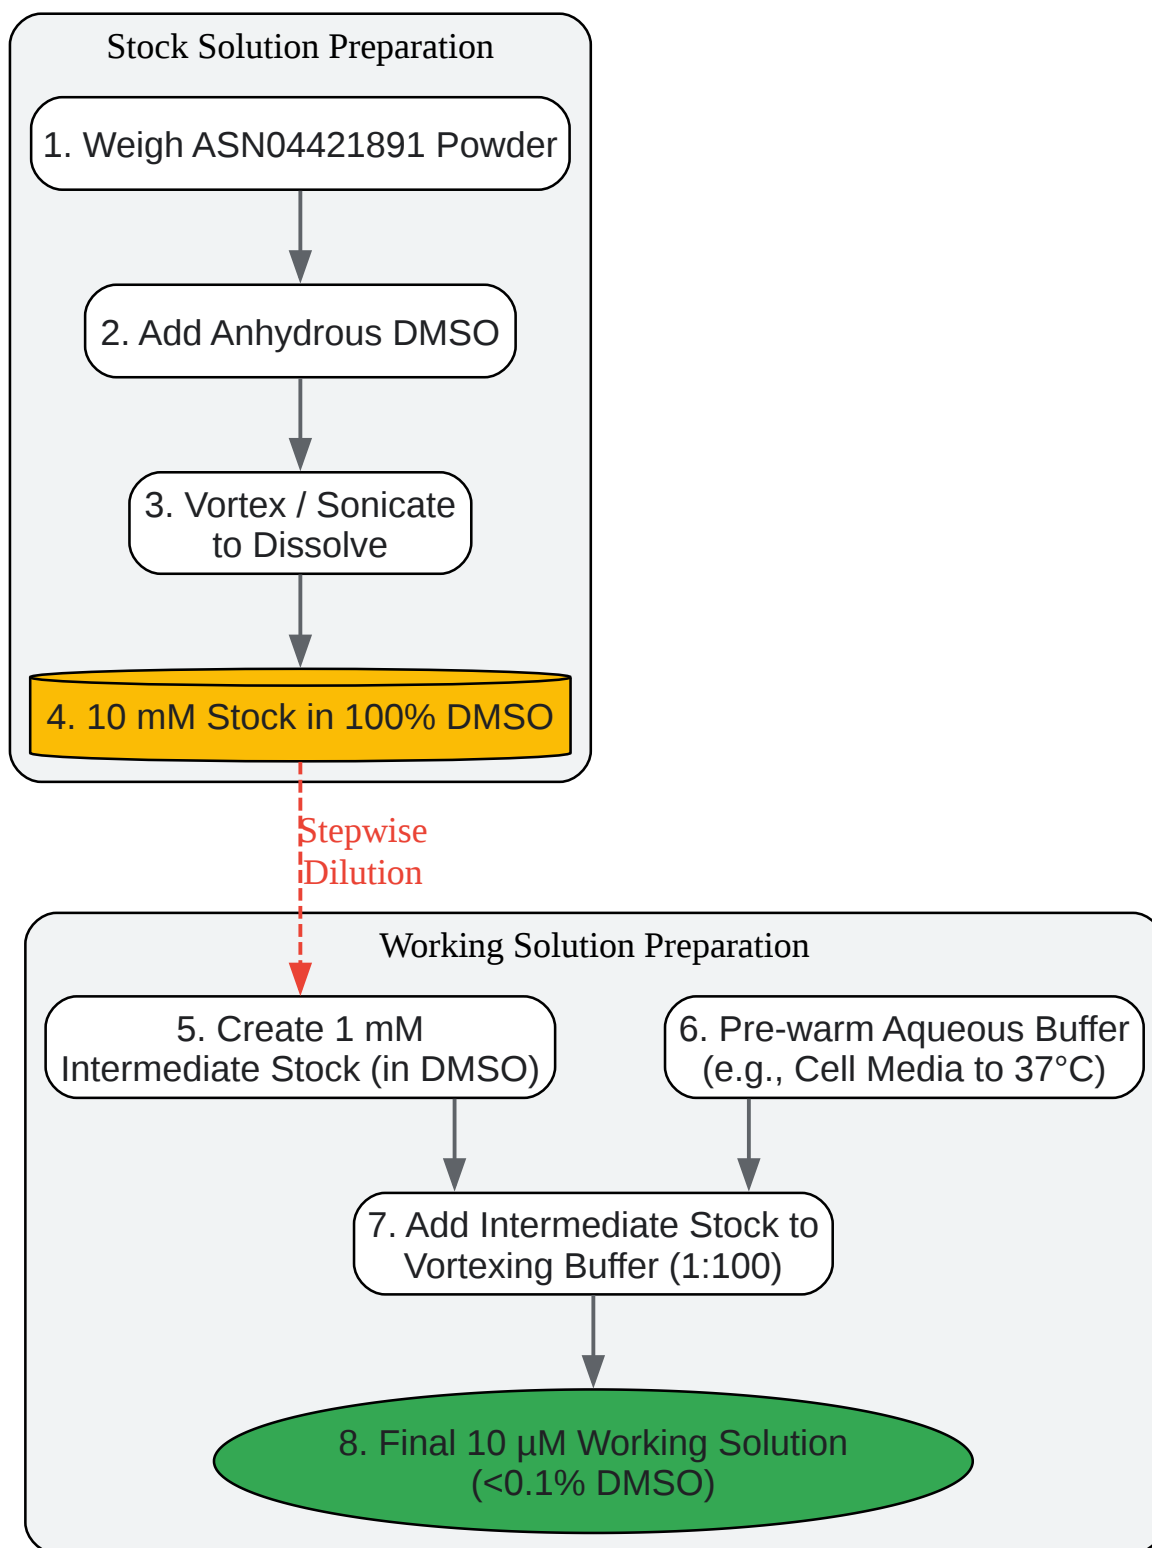 Stock Solution Preparation
1. Weigh ASN04421891 Powder
2. Add Anhydrous DMSO
3. Vortex / Sonicate
to Dissolve
4. 10 mM Stock in 100% DMSO
Stepwise
Dilution
Working Solution Preparation
5. Create 1 mM
Intermediate Stock (in DMSO)
6. Pre-warm Aqueous Buffer
(e.g., Cell Media to 37°C)
7. Add Intermediate Stock to
Vortexing Buffer (1:100)
8. Final 10 µM Working Solution
(<0.1% DMSO)